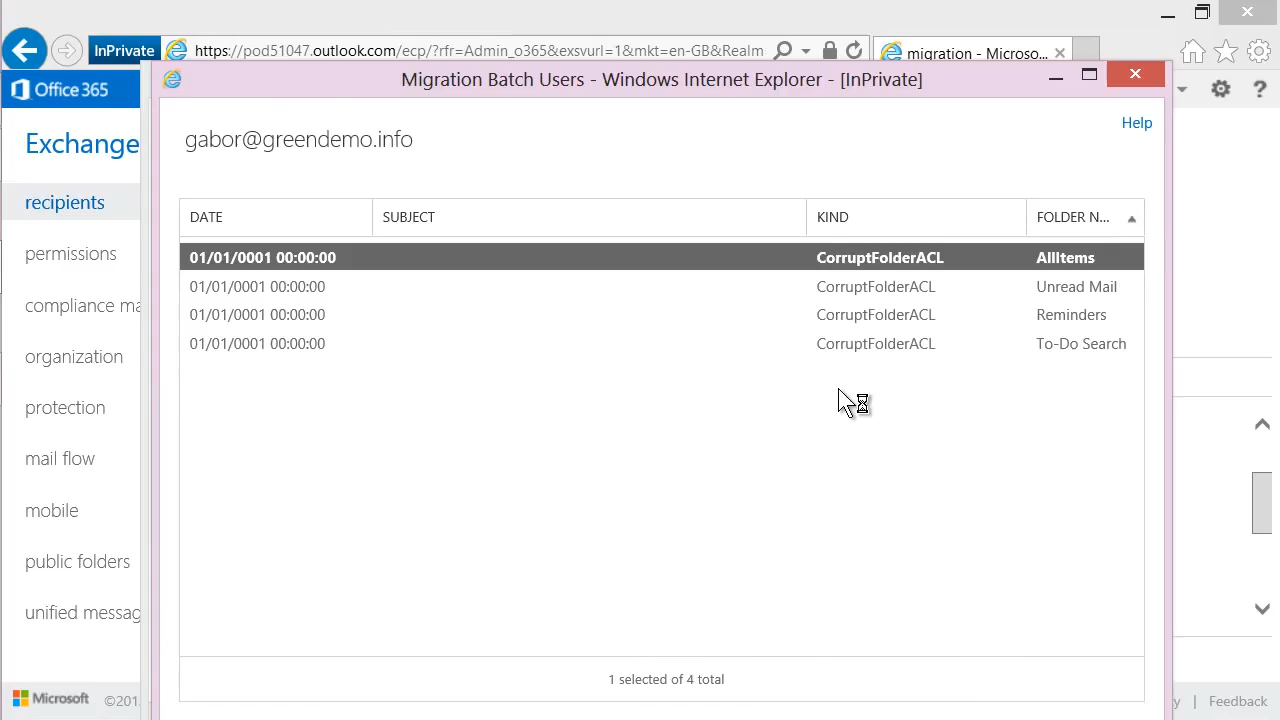 InPrivate
https://pod51047.outlook.com/ecp/?rfr=Admin_o365&exsvurl=1&mkt=en-GB&Realm
migration - Microso...
Office 365
Migration Batch Users - Windows Internet Explorer - [InPrivate]
?
Exchange
gabor@greendemo.info
Help
recipients
permissions
compliance ma
organization
protection
mail flow
mobile
public folders
unified messag
DATE SUBJECT KIND FOLDER N...
01/01/0001 00:00:00 CorruptFolderACL AllItems
01/01/0001 00:00:00 CorruptFolderACL Unread Mail
01/01/0001 00:00:00 CorruptFolderACL Reminders
01/01/0001 00:00:00 CorruptFolderACL To-Do Search
1 selected of 4 total
Microsoft ©201
y | Feedback